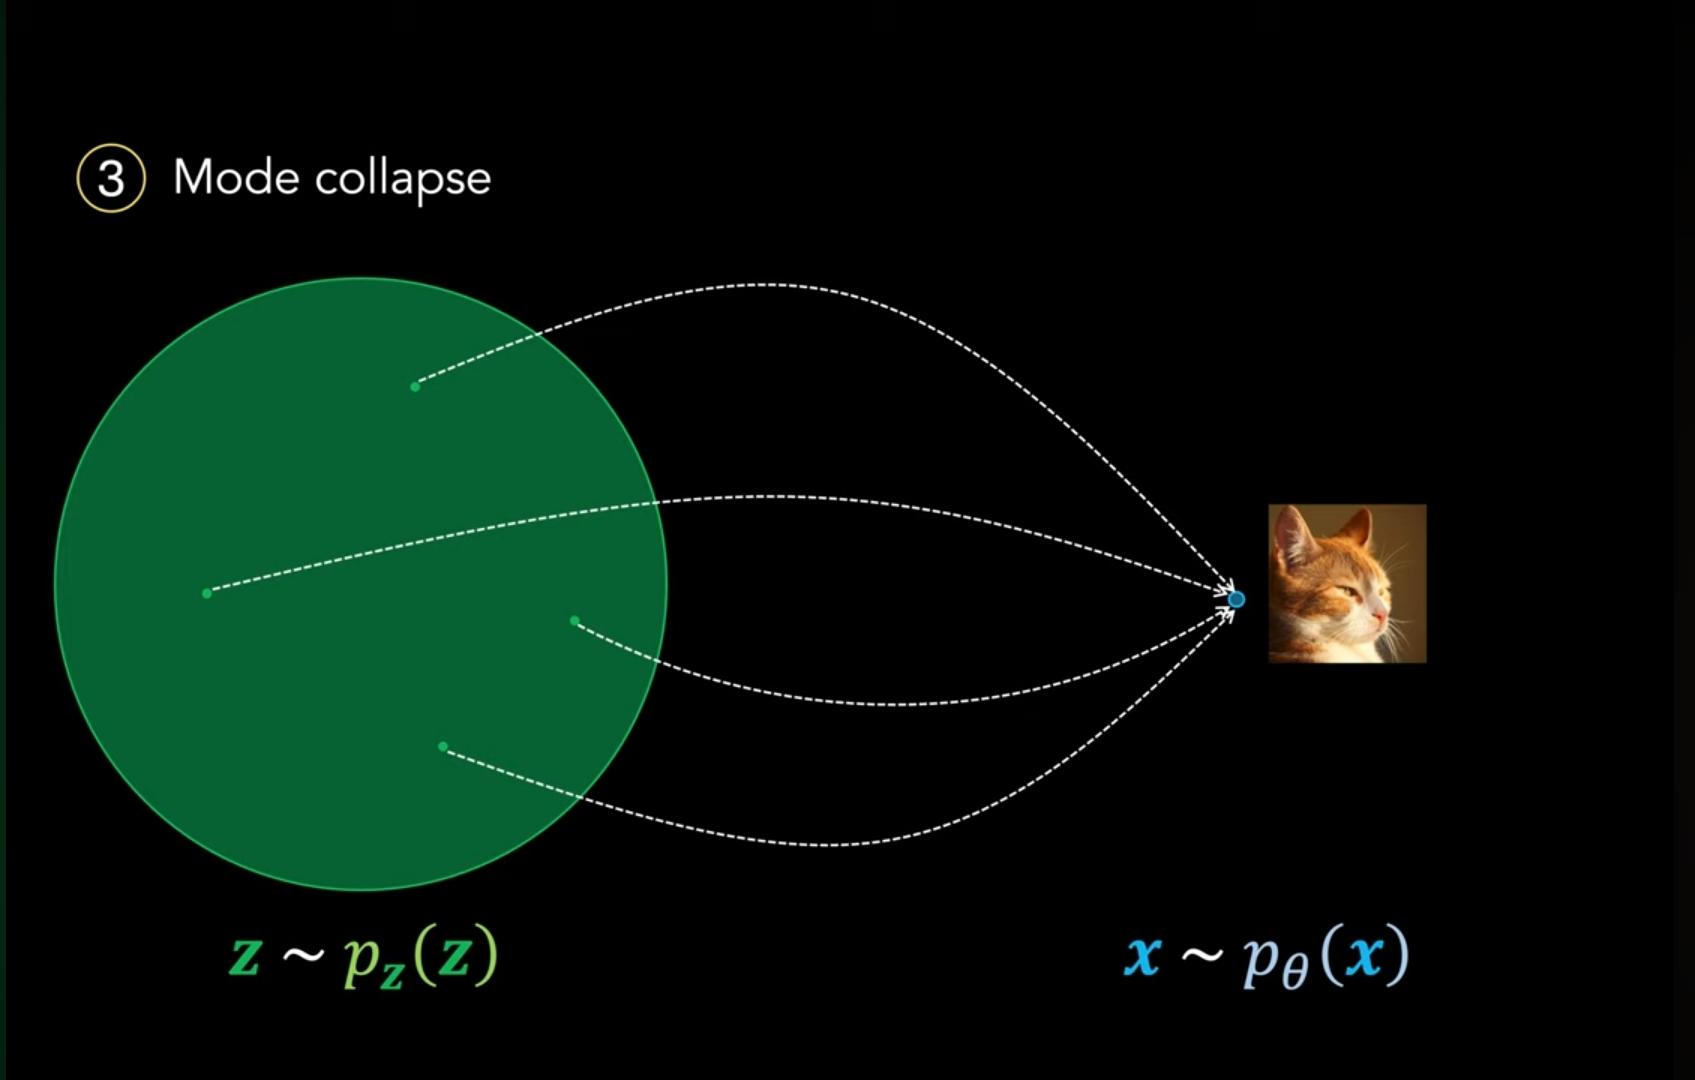 3 Mode collapse
z ~ p_z(z)
x ~ p_θ(x)